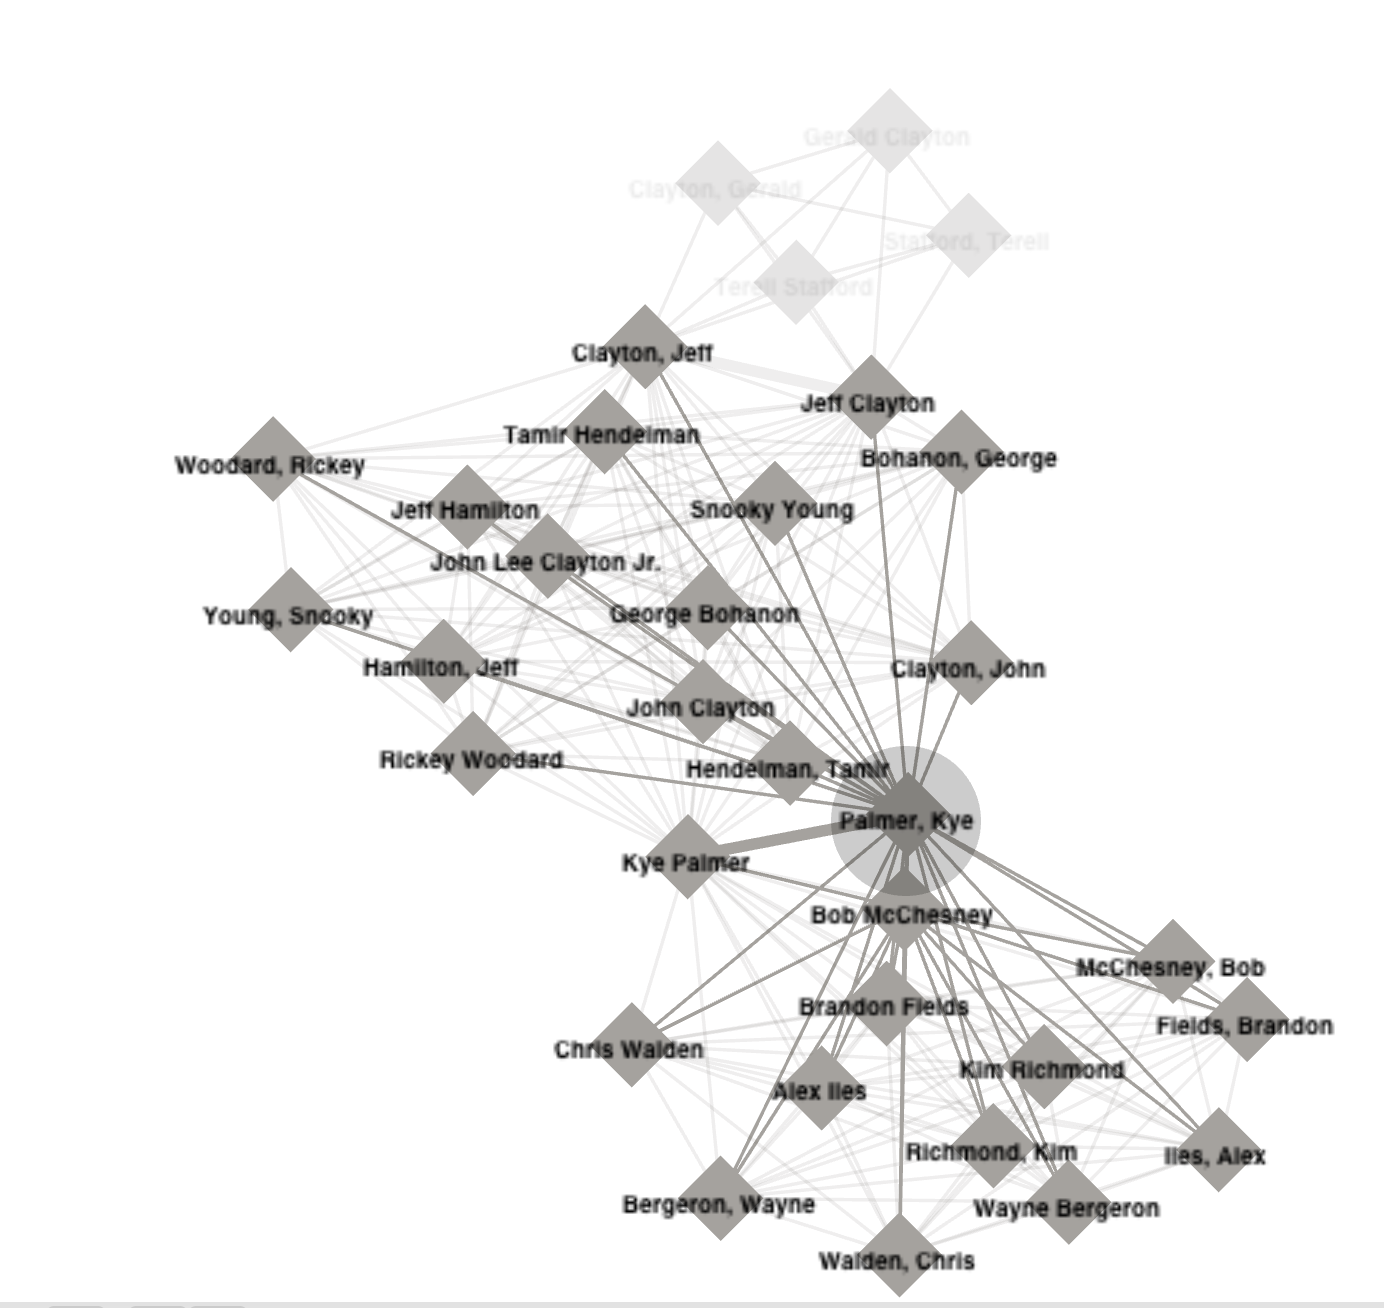 Gerald Clayton
Clayton, Gerald
Stafford, Terell
Terell Stafford
Clayton, Jeff
Jeff Clayton
Tamir Hendelman
Bohanon, George
Woodard, Rickey
Jeff Hamilton
Snooky Young
John Lee Clayton Jr.
Young, Snooky
George Bohanon
Hamilton, Jeff
Clayton, John
John Clayton
Rickey Woodard
Hendelman, Tamir
Palmer, Kye
Kye Palmer
Bob McChesney
McChesney, Bob
Brandon Fields
Fields, Brandon
Chris Walden
Kim Richmond
Alex Iles
Richmond, Kim
Iles, Alex
Bergeron, Wayne
Wayne Bergeron
Walden, Chris